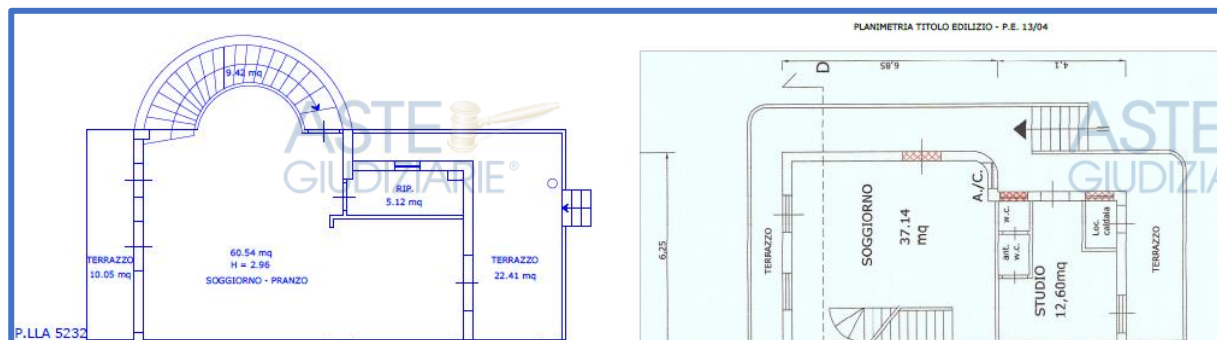 9.42 mq
RIP.
5.12 mq
60.54 mq
H = 2.96
SOGGIORNO - PRANZO
TERRAZZO
10.05 mq
TERRAZZO
22.41 mq
P.LLA 5232
ASTE
GIUDIZIARIE®
PLANIMETRIA TITOLO EDILIZIO - P.E. 13/04
6,85
4,1
D
6,25
TERRAZZO
SOGGIORNO
37.14
mq
A./C.
w.c.
ant.
w.c.
Loc.
caldaia
STUDIO
12,60mq
TERRAZZO
ASTE
GIUDIZIA